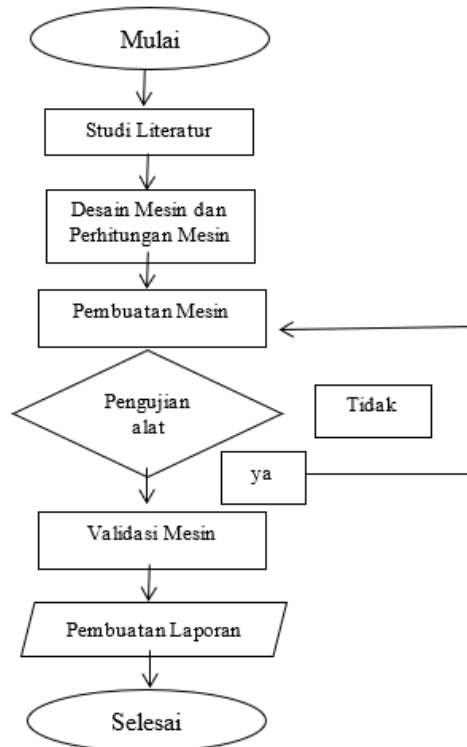 Mulai
Studi Literatur
Desain Mesin dan
Perhitungan Mesin
Pembuatan Mesin
Pengujian
alat
Tidak
ya
Validasi Mesin
Pembuatan Laporan
Selesai